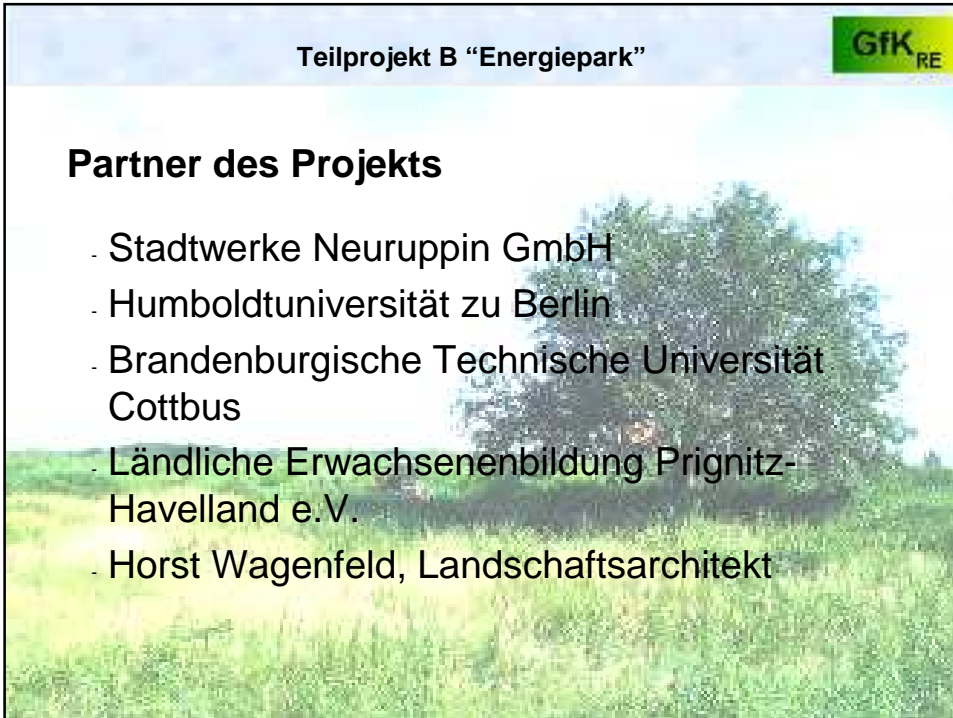 Teilprojekt B “Energiepark”
GfK RE
Partner des Projekts
- Stadtwerke Neuruppin GmbH
- Humboldtuniversität zu Berlin
- Brandenburgische Technische Universität
Cottbus
- Ländliche Erwachsenenbildung Prignitz-
Havelland e.V.
- Horst Wagenfeld, Landschaftsarchitekt